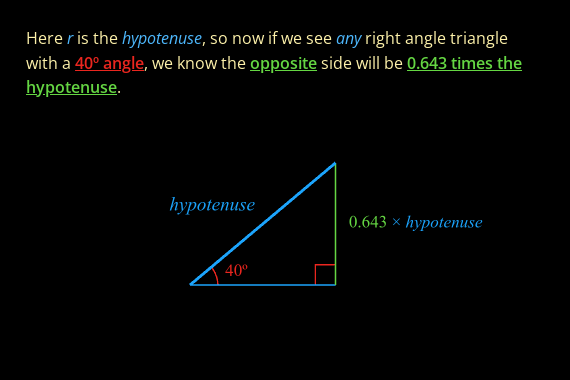 Here r is the hypotenuse, so now if we see any right angle triangle
with a 40º angle, we know the opposite side will be 0.643 times the
hypotenuse.
hypotenuse
0.643 × hypotenuse
40º